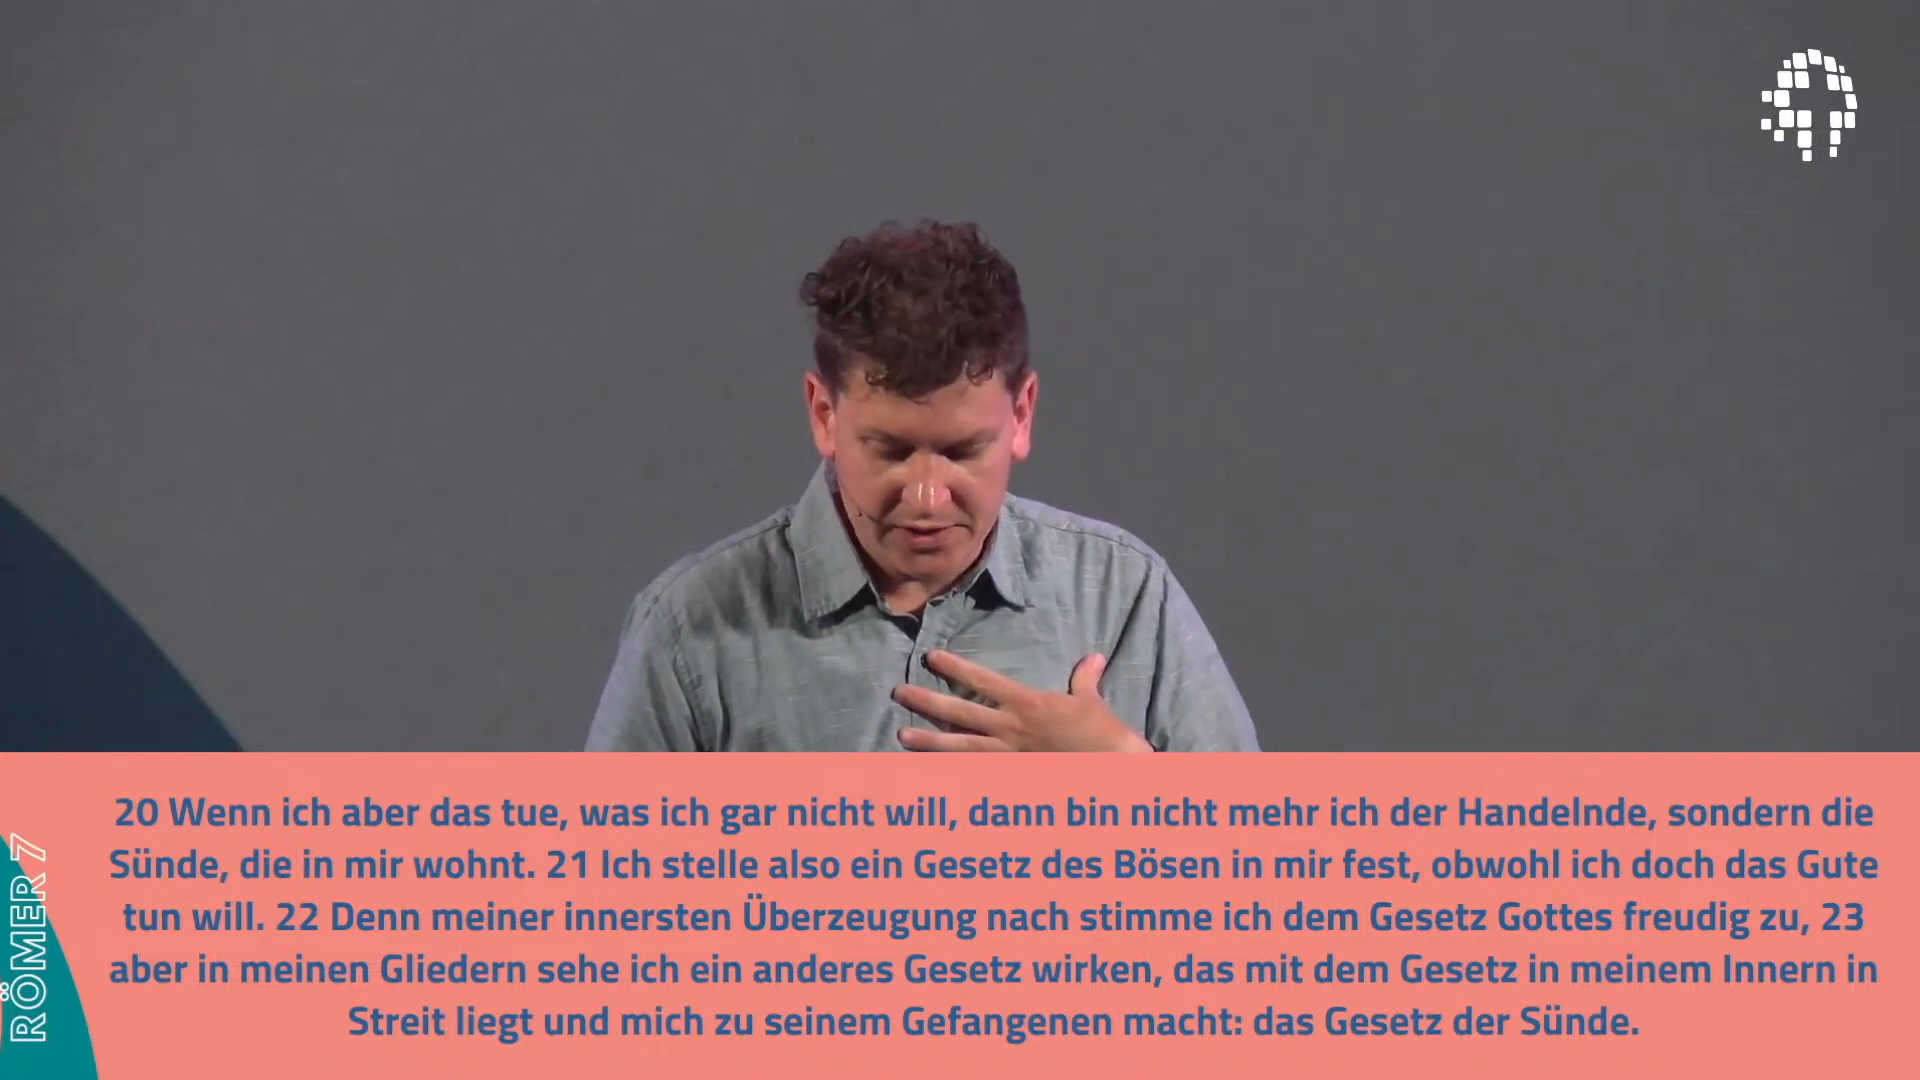 20 Wenn ich aber das tue, was ich gar nicht will, dann bin nicht mehr ich der Handelnde, sondern die
Sünde, die in mir wohnt. 21 Ich stelle also ein Gesetz des Bösen in mir fest, obwohl ich doch das Gute
tun will. 22 Denn meiner innersten Überzeugung nach stimme ich dem Gesetz Gottes freudig zu, 23
aber in meinen Gliedern sehe ich ein anderes Gesetz wirken, das mit dem Gesetz in meinem Innern in
Streit liegt und mich zu seinem Gefangenen macht: das Gesetz der Sünde.
RÖMER 7